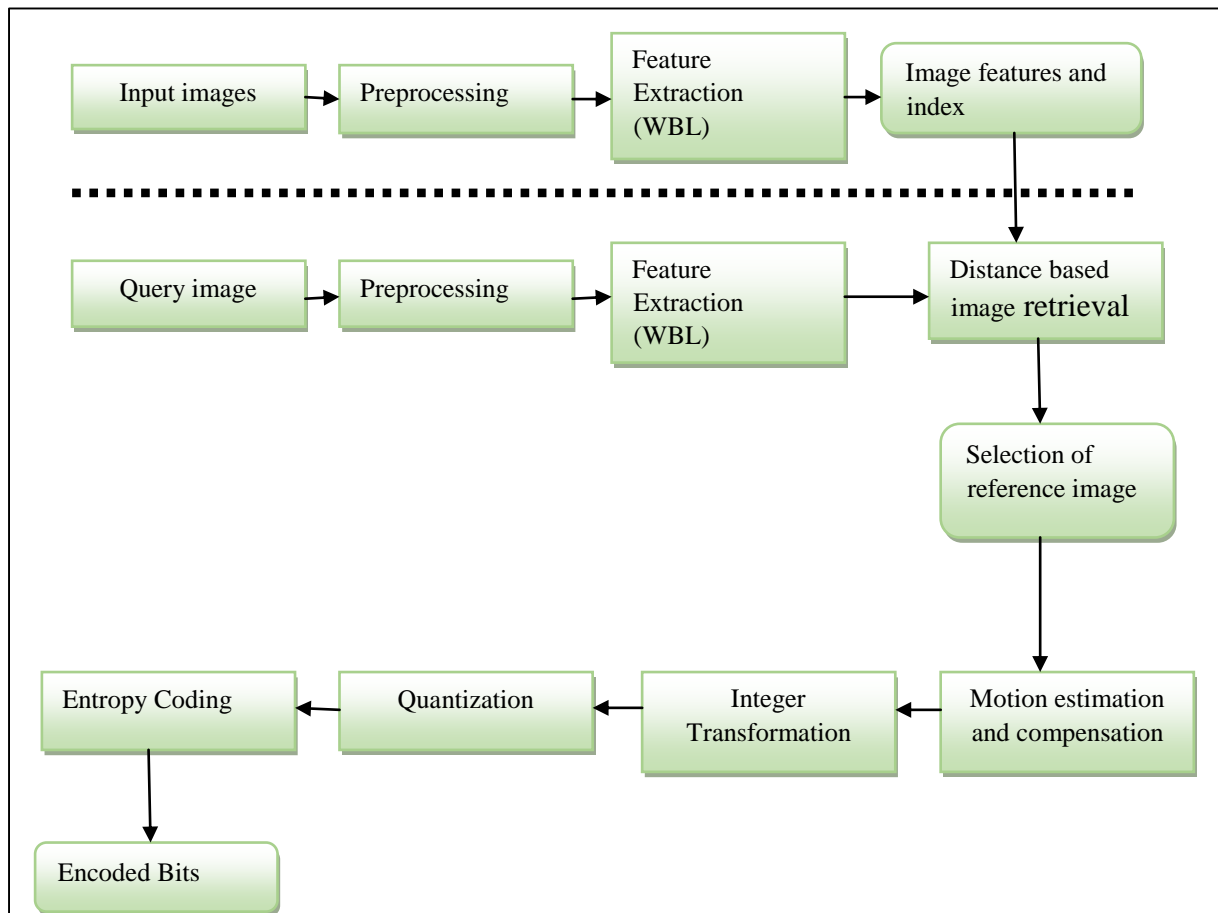 Input images
Preprocessing
Feature
Extraction
(WBL)
Image features and
index
Query image
Preprocessing
Feature
Extraction
(WBL)
Distance based
image retrieval
Selection of
reference image
Entropy Coding
Quantization
Integer
Transformation
Motion estimation
and compensation
Encoded Bits